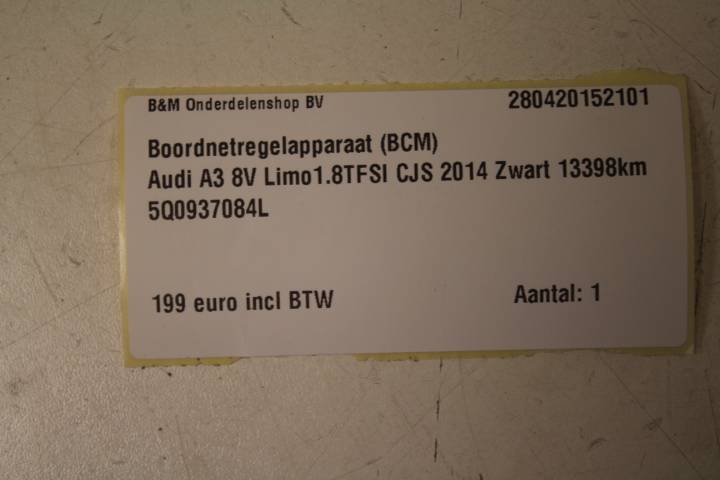 B&M Onderdelenshop BV 280420152101
Boordnetregelapparaat (BCM)
Audi A3 8V Limo1.8TFSI CJS 2014 Zwart 13398km
5Q0937084L
199 euro incl BTW Aantal: 1